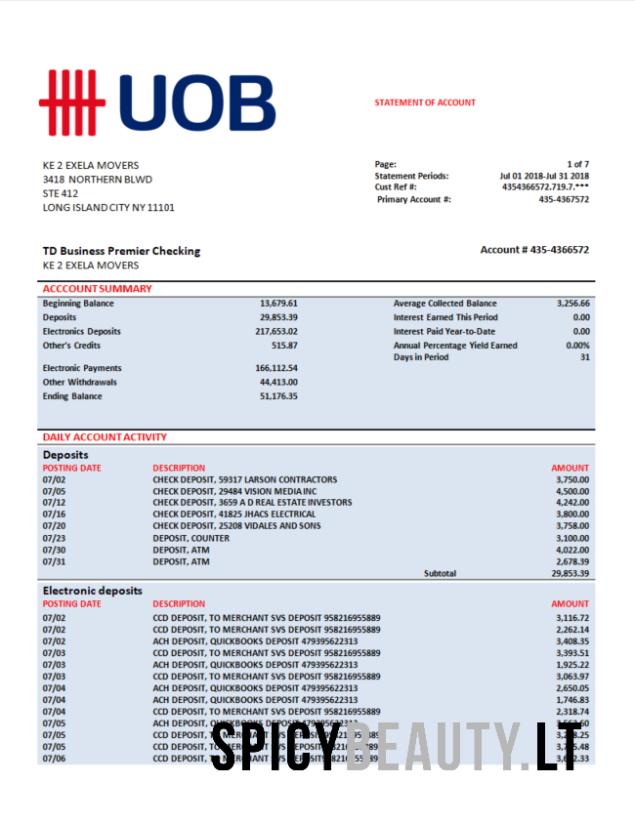 UOB
STATEMENT OF ACCOUNT
KE 2 EXELA MOVERS
3418 NORTHERN BLWD
STE 412
LONG ISLAND CITY NY 11101
Page: 1 of 7
Statement Periods: Jul 01 2018-Jul 31 2018
Cust Ref #: 4354366572.719.7.***
Primary Account #: 435-4367572
TD Business Premier Checking Account # 435-4366572
KE 2 EXELA MOVERS
ACCCOUNT SUMMARY
Beginning Balance 13,679.61 Average Collected Balance 3,256.66
Deposits 29,853.39 Interest Earned This Period 0.00
Electronics Deposits 217,653.02 Interest Paid Year-to-Date 0.00
Other's Credits 515.87 Annual Percentage Yield Earned 0.00%
Days in Period 31
Electronic Payments 166,112.54
Other Withdrawals 44,413.00
Ending Balance 51,176.35
DAILY ACCOUNT ACTIVITY
Deposits
POSTING DATE DESCRIPTION AMOUNT
07/02 CHECK DEPOSIT, 59317 LARSON CONTRACTORS 3,750.00
07/05 CHECK DEPOSIT, 29484 VISION MEDIA INC 4,500.00
07/12 CHECK DEPOSIT, 3659 A D REAL ESTATE INVESTORS 4,242.00
07/16 CHECK DEPOSIT, 41825 JHACS ELECTRICAL 3,800.00
07/20 CHECK DEPOSIT, 25208 VIDALES AND SONS 3,758.00
07/23 DEPOSIT, COUNTER 3,100.00
07/30 DEPOSIT, ATM 4,022.00
07/31 DEPOSIT, ATM 2,678.39
Subtotal 29,853.39
Electronic deposits
POSTING DATE DESCRIPTION AMOUNT
07/02 CCD DEPOSIT, TO MERCHANT SVS DEPOSIT 958216955889 3,116.72
07/02 CCD DEPOSIT, TO MERCHANT SVS DEPOSIT 958216955889 2,262.14
07/02 ACH DEPOSIT, QUICKBOOKS DEPOSIT 479395622313 3,408.35
07/03 CCD DEPOSIT, TO MERCHANT SVS DEPOSIT 958216955889 3,393.51
07/03 ACH DEPOSIT, QUICKBOOKS DEPOSIT 479395622313 1,925.22
07/03 CCD DEPOSIT, TO MERCHANT SVS DEPOSIT 958216955889 3,063.97
07/04 ACH DEPOSIT, QUICKBOOKS DEPOSIT 479395622313 2,650.05
07/04 ACH DEPOSIT, QUICKBOOKS DEPOSIT 479395622313 1,746.83
07/04 CCD DEPOSIT, TO MERCHANT SVS DEPOSIT 958216955889 2,318.74
07/05 ACH DEPOSIT, QUICKBOOKS DEPOSIT
07/05 CCD DEPOSIT,
07/05 CCD DEPOSIT,
07/06 CCD DEPOSIT,
SPICYBEAUTY.LT